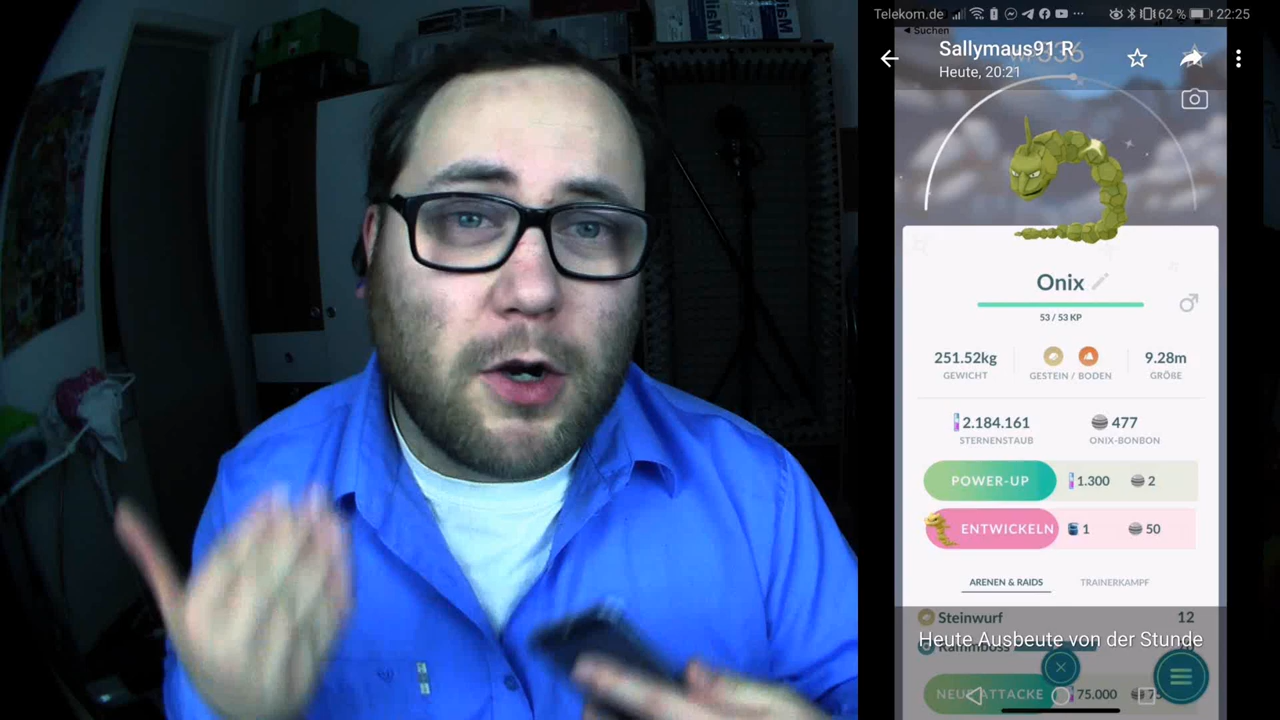 Telekom.de 62 % 22:25
Suchen
Sallymaus91 R
Heute, 20:21
Onix
53 / 53 KP
251.52kg
GEWICHT
GESTEIN / BODEN
9.28m
GRÖßE
2.184.161
STERNENSTAUB
477
ONIX-BONBON
POWER-UP 1.300 2
ENTWICKELN 1 50
ARENEN & RAIDS TRAINERKAMPF
Steinwurf 12
Heute Ausbeute von der Stunde
75.000